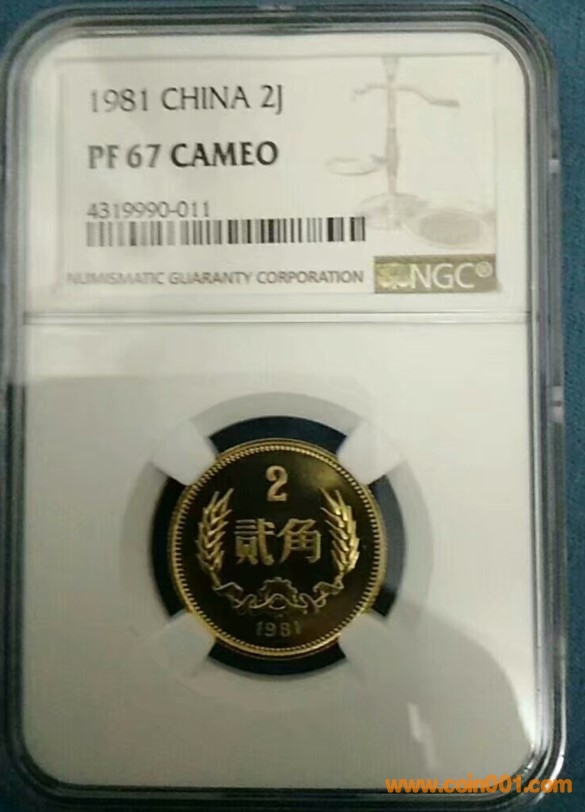 1981 CHINA 2J
PF 67 CAMEO
4319990-011
NUMISMATIC GUARANTY CORPORATION
NGC®
2
贰角
1981
www.coin001.com